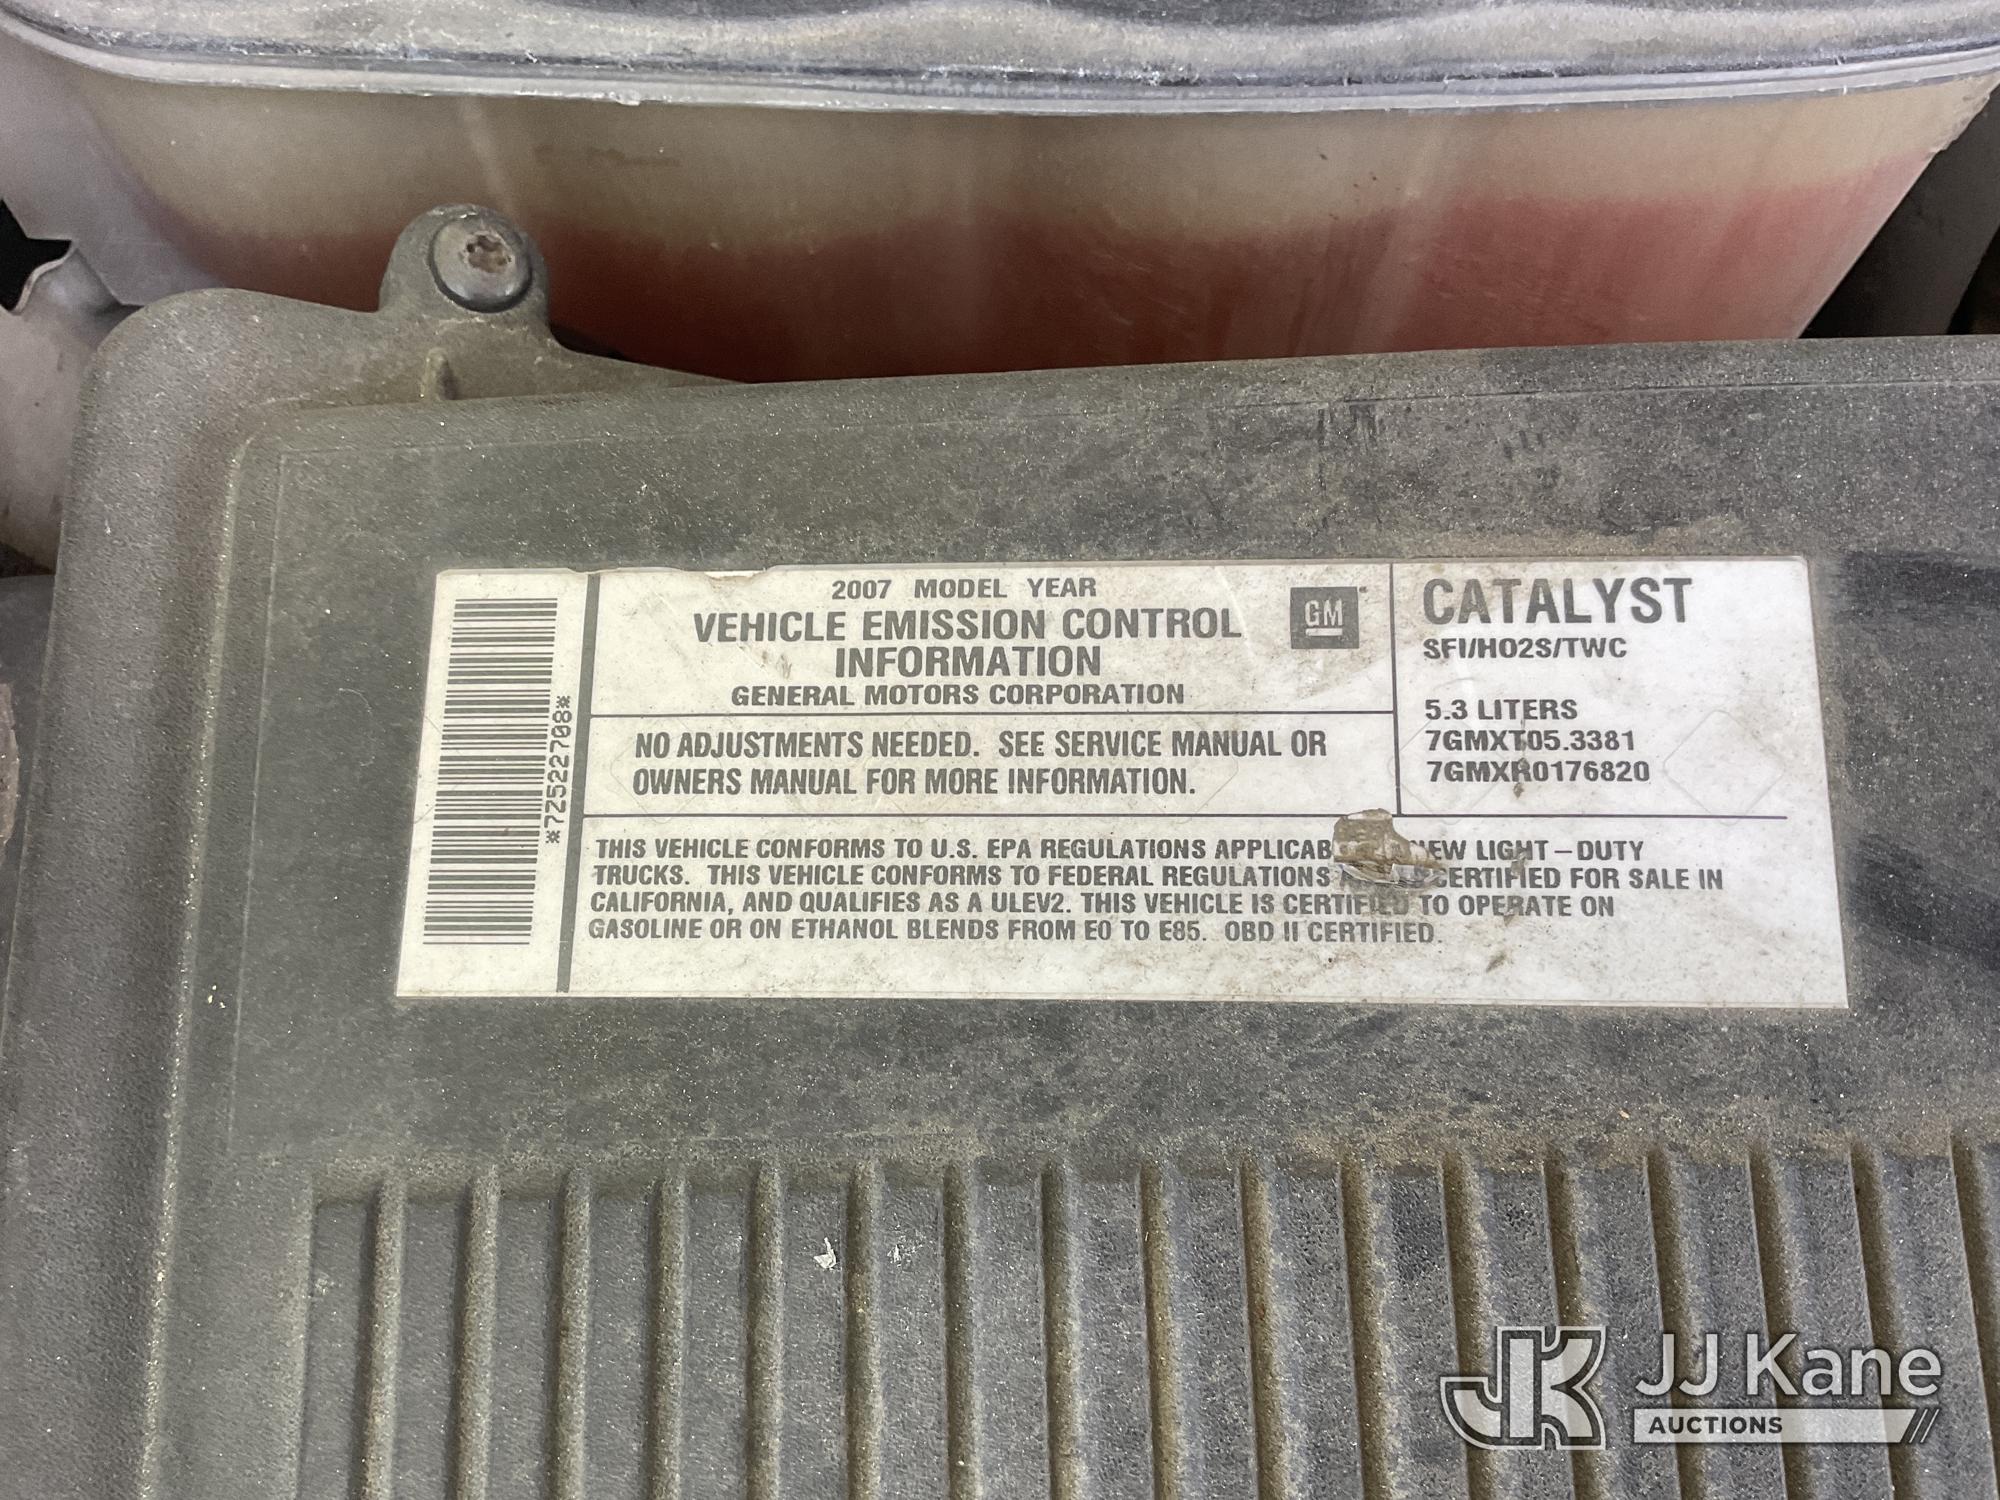 2007 MODEL YEAR
VEHICLE EMISSION CONTROL
INFORMATION
GENERAL MOTORS CORPORATION
GM
NO ADJUSTMENTS NEEDED. SEE SERVICE MANUAL OR
OWNERS MANUAL FOR MORE INFORMATION.
CATALYST
SFI/HO2S/TWC
5.3 LITERS
7GMXT05.3381
7GMXR0176820
THIS VEHICLE CONFORMS TO U.S. EPA REGULATIONS LIGHT-DUTY
TRUCKS. THIS VEHICLE CONFORMS TO FEDERAL REGULATIONS CERTIFIED FOR SALE IN
CALIFORNIA, AND QUALIFIES AS A ULEV2. THIS VEHICLE IS CERTIFIED TO OPERATE ON
GASOLINE OR ON ETHANOL BLENDS FROM E0 TO E85. OBD II CERTIFIED.
*72522708*
JK JJ Kane
AUCTIONS